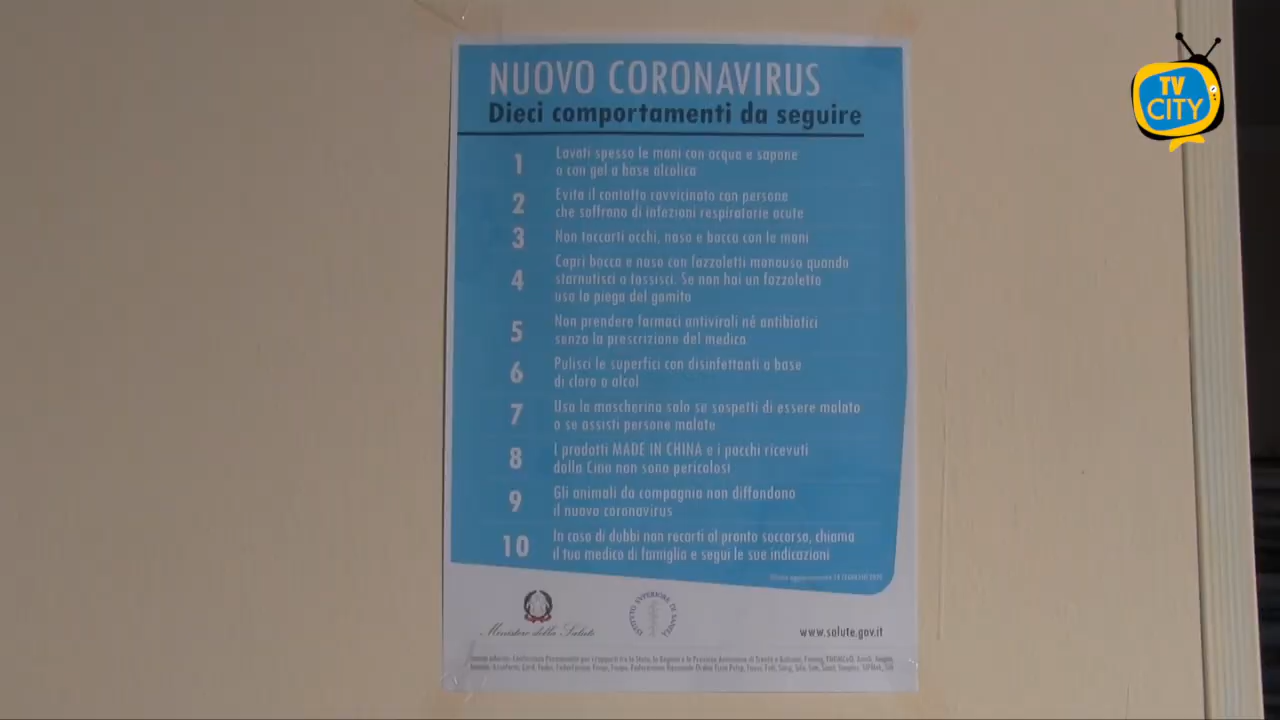 NUOVO CORONAVIRUS
Dieci comportamenti da seguire
1 Lavati spesso le mani con acqua e sapone
o con gel a base alcolica
2 Evita il contatto ravvicinato con persone
che soffrono di infezioni respiratorie acute
3 Non toccarti occhi, naso e bocca con le mani
4 Copri bocca e naso con fazzoletti monouso quando
starnutisci o tossisci. Se non hai un fazzoletto
usa la piega del gomito
5 Non prendere farmaci antivirali né antibiotici
senza la prescrizione del medico
6 Pulisci le superfici con disinfettanti a base
di cloro o alcol
7 Usa la mascherina solo se sospetti di essere malato
o se assisti persone malate
8 I prodotti MADE IN CHINA e i pacchi ricevuti
dalla Cina non sono pericolosi
9 Gli animali da compagnia non diffondono
il nuovo coronavirus
10 In caso di dubbi non recarti al pronto soccorso, chiama
il tuo medico di famiglia e segui le sue indicazioni
Ministero della Salute
ISTITUTO SUPERIORE DI SANITÀ
www.salute.gov.it
TV
CITY